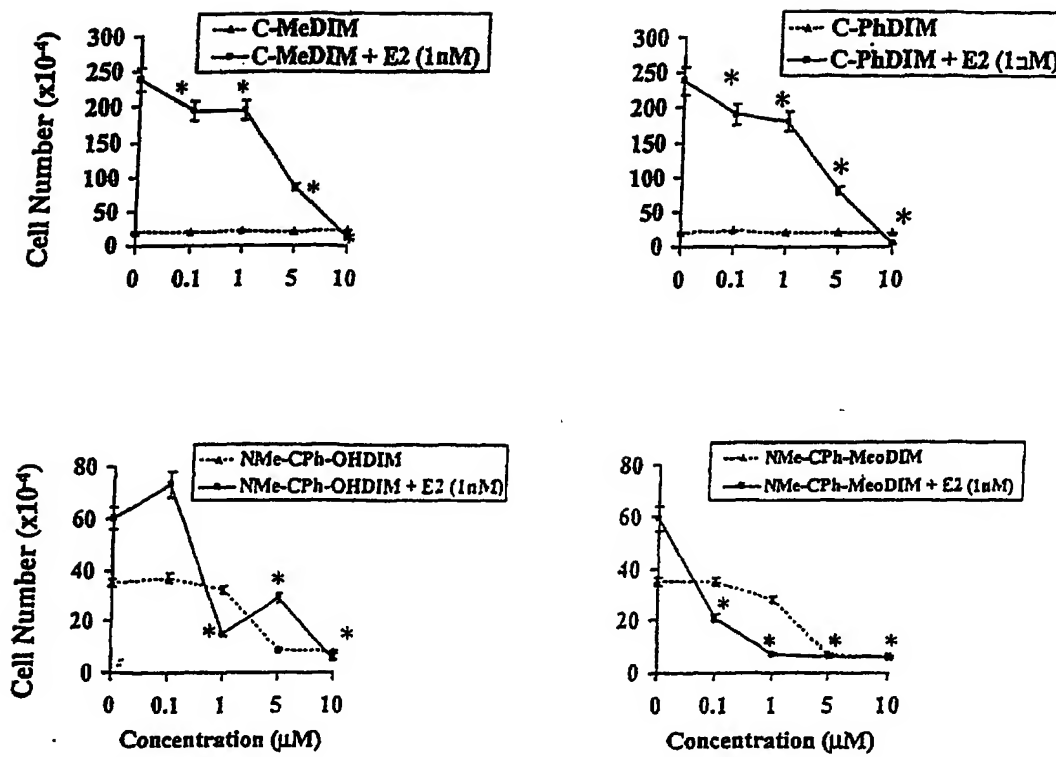 C-MeDIM
C-MeDIM + E2 (1nM)
Cell Number (x10⁻⁴)
300
250
200
150
100
50
0
* * * *
0 0.1 1 5 10
C-PhDIM
C-PhDIM + E2 (1nM)
300
250
200
150
100
50
0
* * * *
0 0.1 1 5 10
NMe-CPh-OHDIM
NMe-CPh-OHDIM + E2 (1nM)
Cell Number (x10⁻⁴)
80
60
40
20
0
* * *
0 0.1 1 5 10
Concentration (µM)
NMe-CPh-MeoDIM
NMe-CPh-MeoDIM + E2 (1nM)
80
60
40
20
0
* * * *
0 0.1 1 5 10
Concentration (µM)